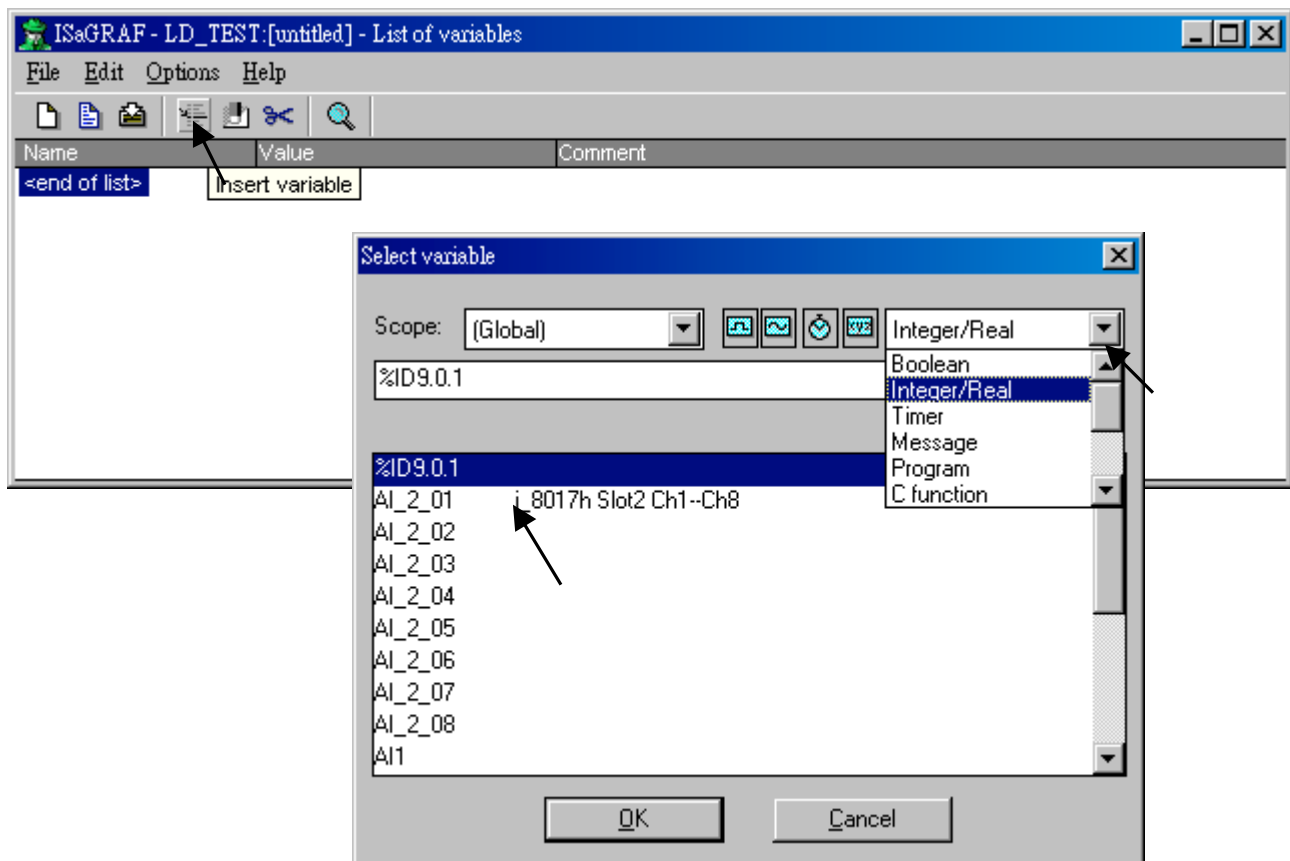 ISaGRAF - LD_TEST:[untitled] - List of variables
File Edit Options Help
Name Value Comment
<end of list>
Insert variable
Select variable
Scope: (Global) xyz Integer/Real
%ID9.0.1
Boolean
Integer/Real
Timer
Message
Program
C function
%ID9.0.1
AI_2_01 i_8017h Slot2 Ch1--Ch8
AI_2_02
AI_2_03
AI_2_04
AI_2_05
AI_2_06
AI_2_07
AI_2_08
AI1
OK Cancel